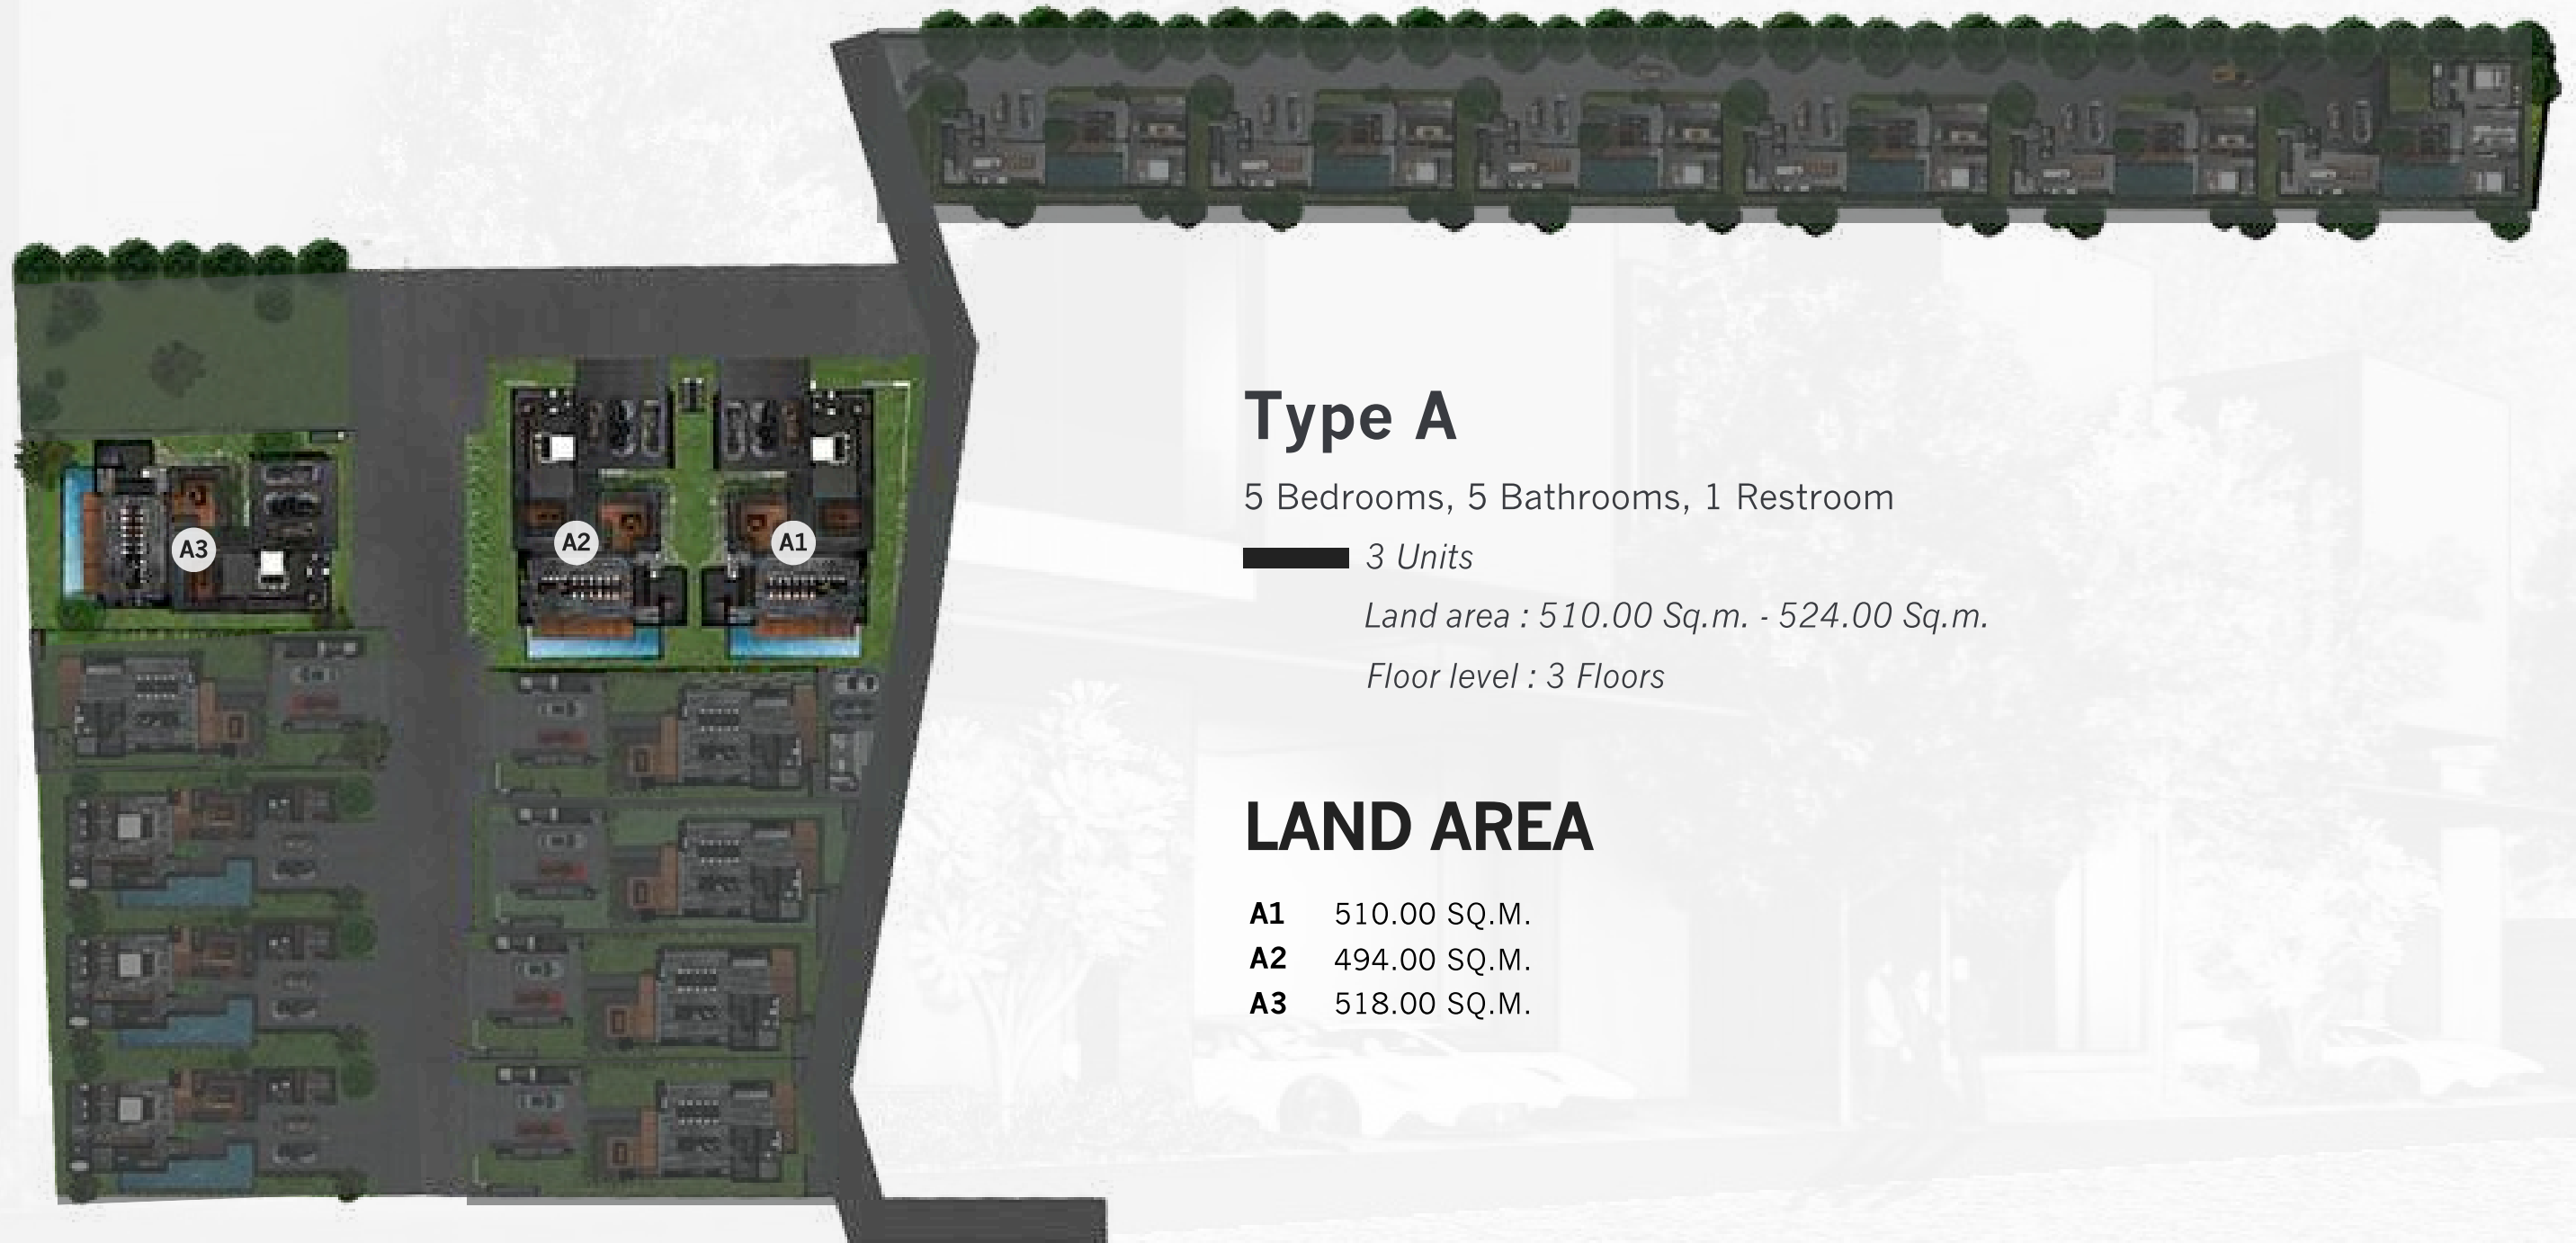 A3
A2
A1
Type A
5 Bedrooms, 5 Bathrooms, 1 Restroom
3 Units
Land area : 510.00 Sq.m. - 524.00 Sq.m.
Floor level : 3 Floors
LAND AREA
A1 510.00 SQ.M.
A2 494.00 SQ.M.
A3 518.00 SQ.M.